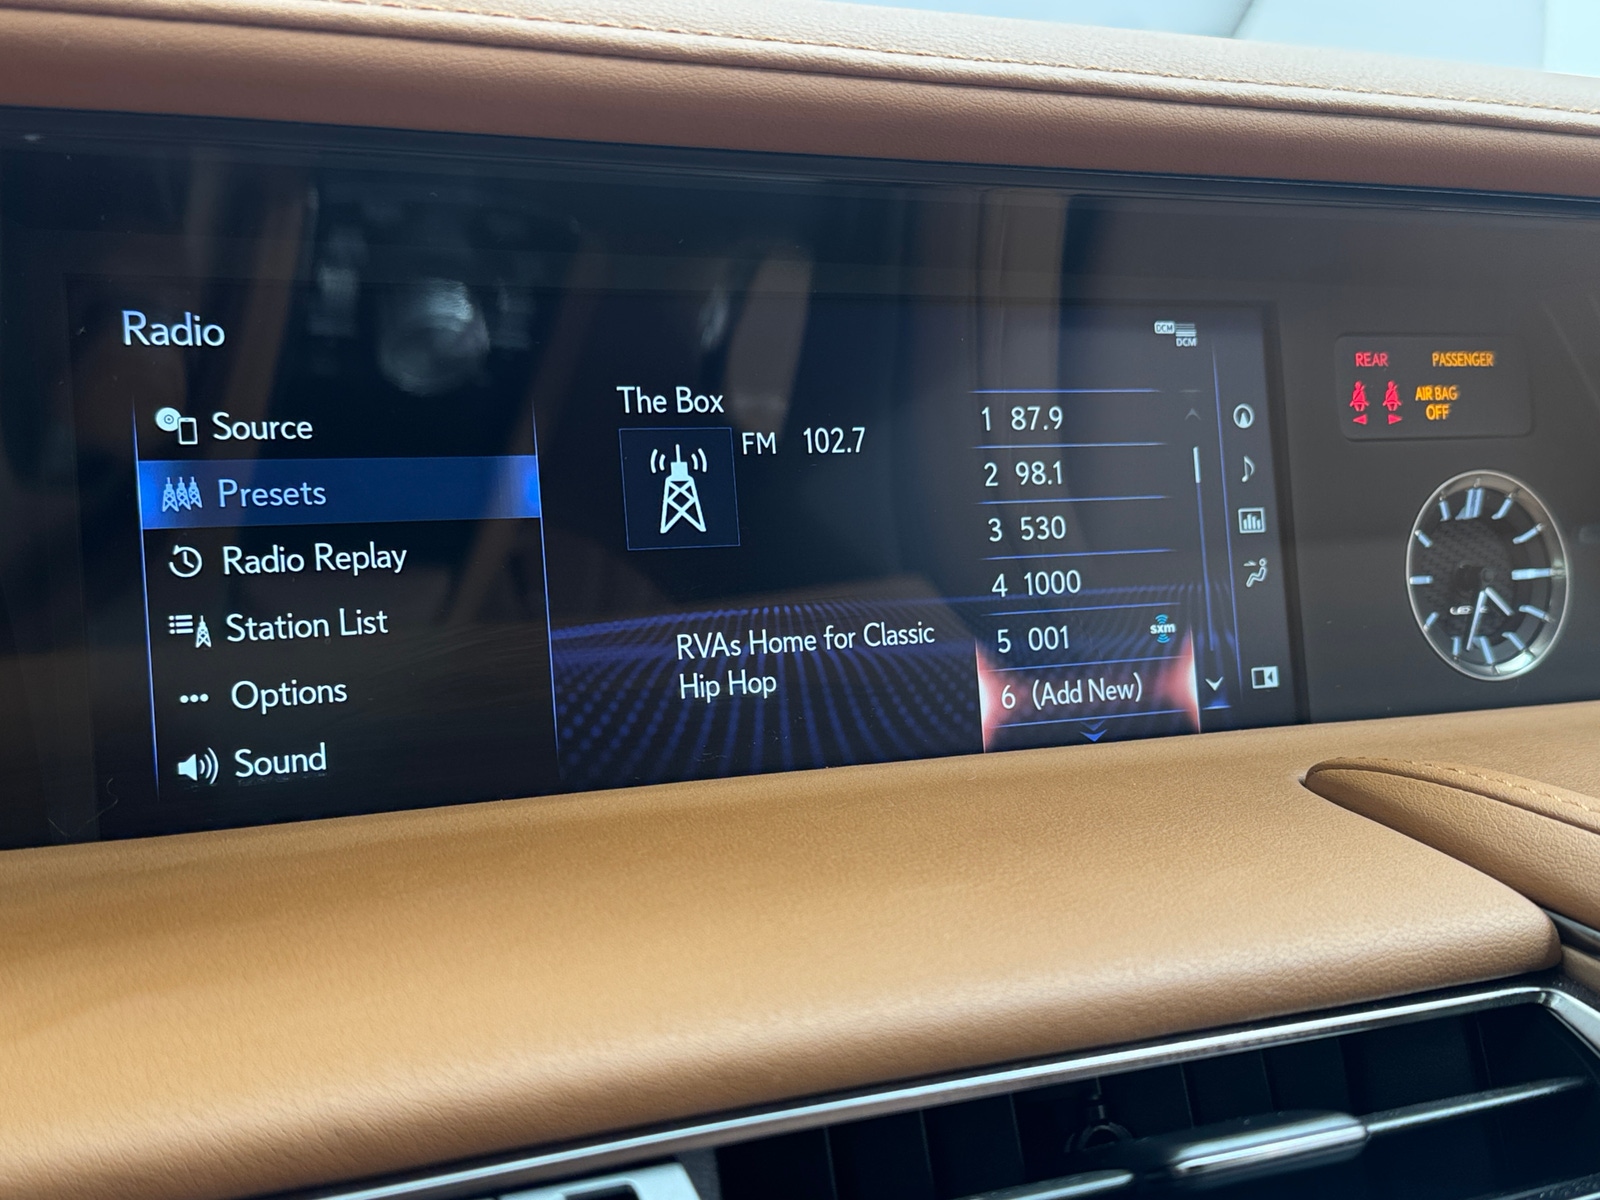 Radio
Source
Presets
Radio Replay
Station List
Options
Sound
The Box
FM 102.7
RVAs Home for Classic
Hip Hop
DCM
DCM
1 87.9
2 98.1
3 530
4 1000
5 001 sxm
6 (Add New)
REAR PASSENGER
AIR BAG
OFF